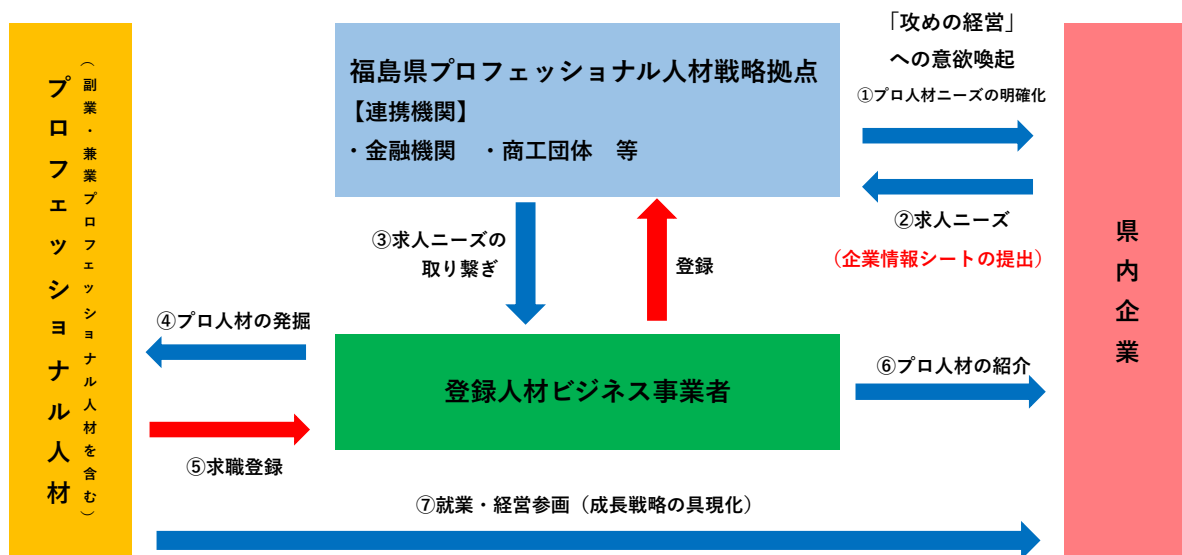 プロフェッショナル人材
（副業・兼業プロフェッショナル人材を含む）
福島県プロフェッショナル人材戦略拠点
【連携機関】
・金融機関　・商工団体　等
「攻めの経営」
への意欲喚起
①プロ人材ニーズの明確化
②求人ニーズ
（企業情報シートの提出）
県内企業
③求人ニーズの
取り繋ぎ
登録
④プロ人材の発掘
登録人材ビジネス事業者
⑥プロ人材の紹介
⑤求職登録
⑦就業・経営参画（成長戦略の具現化）